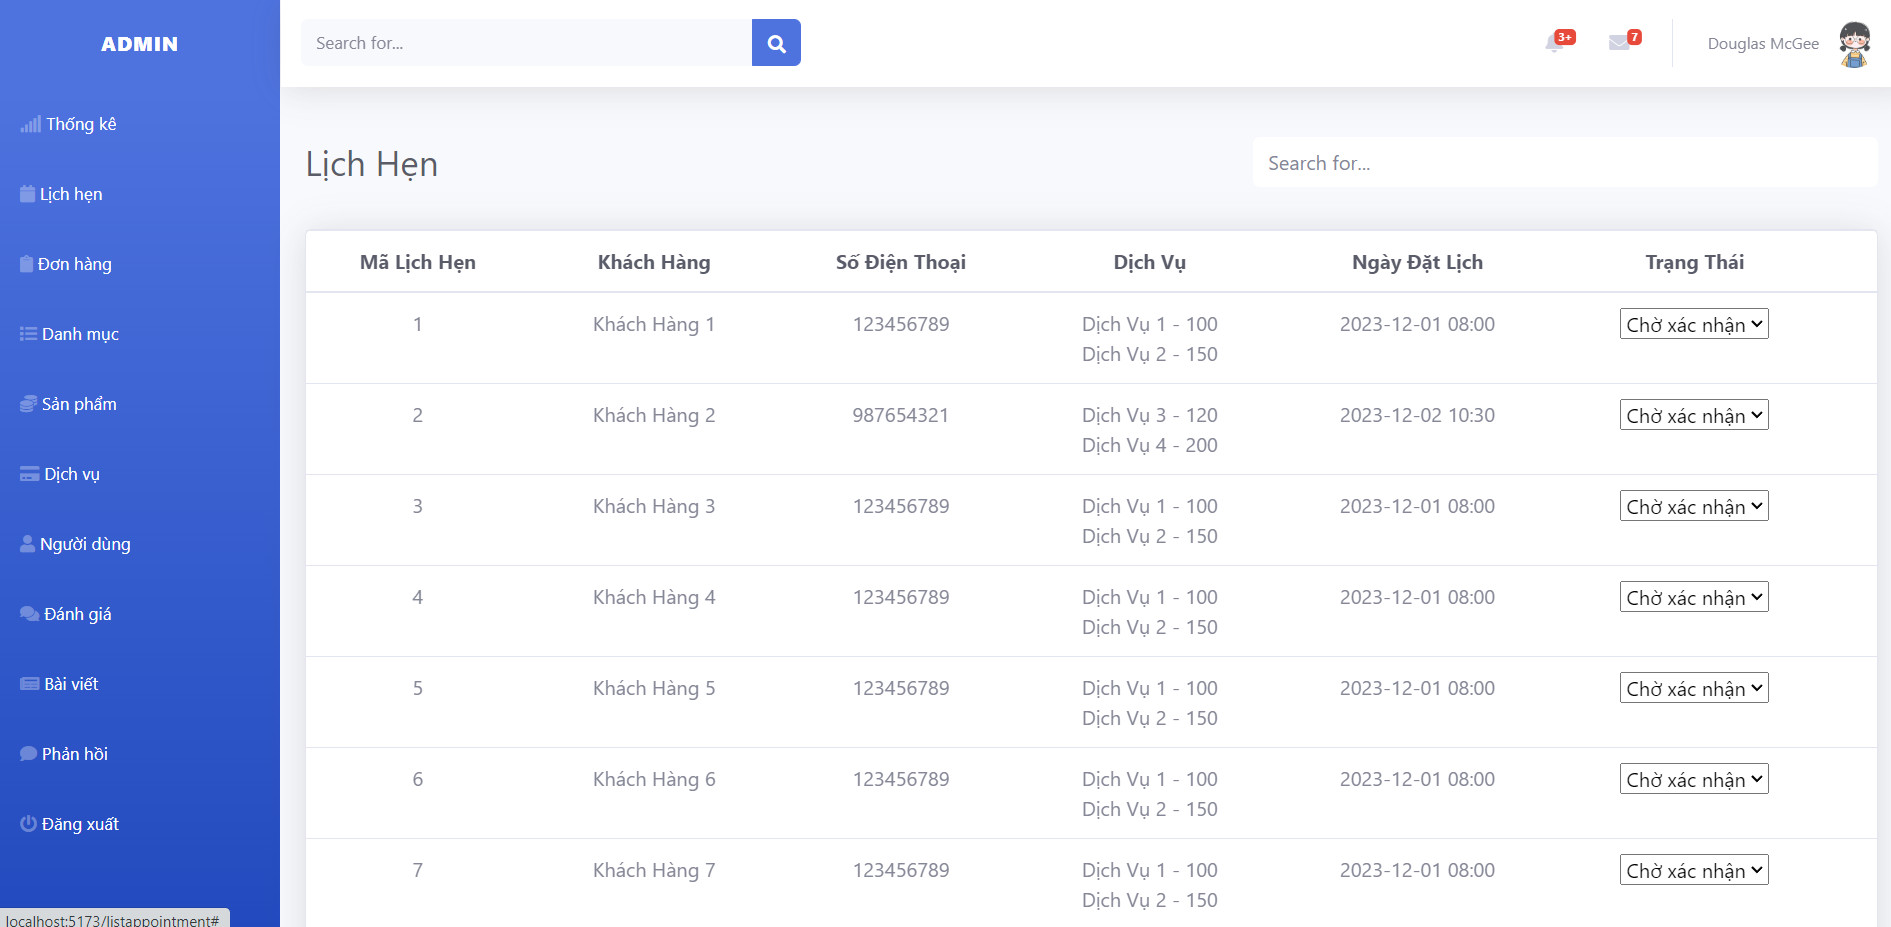 ADMIN
Search for...
3+
7
Douglas McGee
Thống kê
Lịch hẹn
Đơn hàng
Danh mục
Sản phẩm
Dịch vụ
Người dùng
Đánh giá
Bài viết
Phản hồi
Đăng xuất
localhost:5173/listappointment#
Lịch Hẹn
Search for...
Mã Lịch Hẹn Khách Hàng Số Điện Thoại Dịch Vụ Ngày Đặt Lịch Trạng Thái
1 Khách Hàng 1 123456789 Dịch Vụ 1 - 100 2023-12-01 08:00 Chờ xác nhận
Dịch Vụ 2 - 150
2 Khách Hàng 2 987654321 Dịch Vụ 3 - 120 2023-12-02 10:30 Chờ xác nhận
Dịch Vụ 4 - 200
3 Khách Hàng 3 123456789 Dịch Vụ 1 - 100 2023-12-01 08:00 Chờ xác nhận
Dịch Vụ 2 - 150
4 Khách Hàng 4 123456789 Dịch Vụ 1 - 100 2023-12-01 08:00 Chờ xác nhận
Dịch Vụ 2 - 150
5 Khách Hàng 5 123456789 Dịch Vụ 1 - 100 2023-12-01 08:00 Chờ xác nhận
Dịch Vụ 2 - 150
6 Khách Hàng 6 123456789 Dịch Vụ 1 - 100 2023-12-01 08:00 Chờ xác nhận
Dịch Vụ 2 - 150
7 Khách Hàng 7 123456789 Dịch Vụ 1 - 100 2023-12-01 08:00 Chờ xác nhận
Dịch Vụ 2 - 150